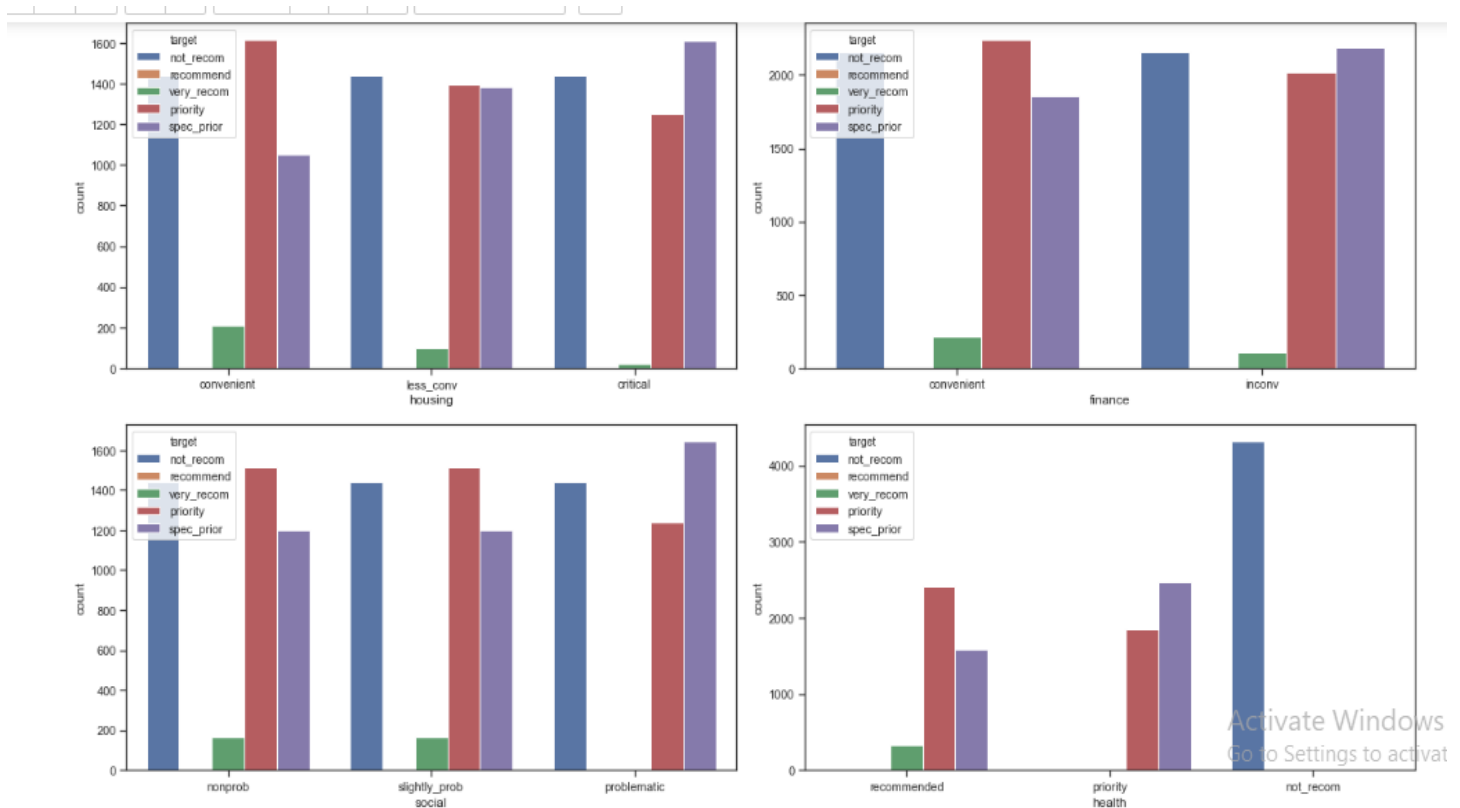 target
not_recom
recommend
very_recom
priority
spec_prior
1600
1400
1200
1000
800
600
400
200
0
count
convenient
less_conv
critical
housing
target
not_recom
recommend
very_recom
priority
spec_prior
2000
1500
1000
500
0
count
convenient
inconv
finance
target
not_recom
recommend
very_recom
priority
spec_prior
1600
1400
1200
1000
800
600
400
200
0
count
nonprob
slightly_prob
problematic
social
target
not_recom
recommend
very_recom
priority
spec_prior
4000
3000
2000
1000
0
count
recommended
priority
not_recom
health
Activate Windows
Go to Settings to activat